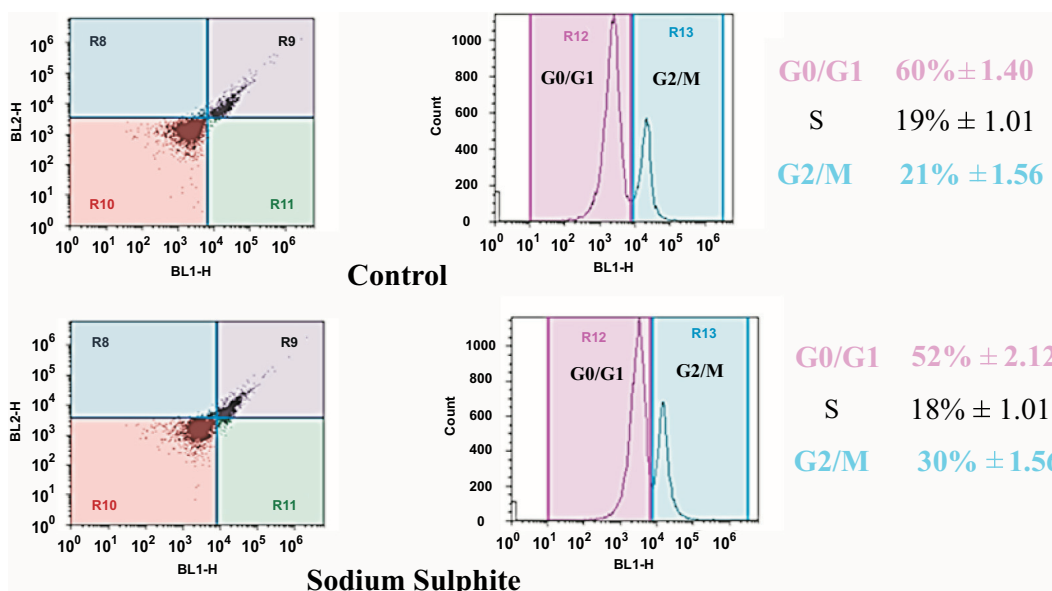 R8
R9
R10
R11
BL2-H
10⁶
10⁵
10⁴
10³
10²
10¹
10⁰
10⁰ 10¹ 10² 10³ 10⁴ 10⁵ 10⁶
BL1-H
R12
R13
G0/G1
G2/M
Count
1000
800
600
400
200
0
10⁰ 10¹ 10² 10³ 10⁴ 10⁵ 10⁶
BL1-H
G0/G1 60% ± 1.40
S 19% ± 1.01
G2/M 21% ± 1.56
Control
R8
R9
R10
R11
BL2-H
10⁶
10⁵
10⁴
10³
10²
10¹
10⁰
10⁰ 10¹ 10² 10³ 10⁴ 10⁵ 10⁶
BL1-H
R12
R13
G0/G1
G2/M
Count
1000
800
600
400
200
0
10⁰ 10¹ 10² 10³ 10⁴ 10⁵ 10⁶
BL1-H
G0/G1 52% ± 2.12
S 18% ± 1.01
G2/M 30% ± 1.56
Sodium Sulphite